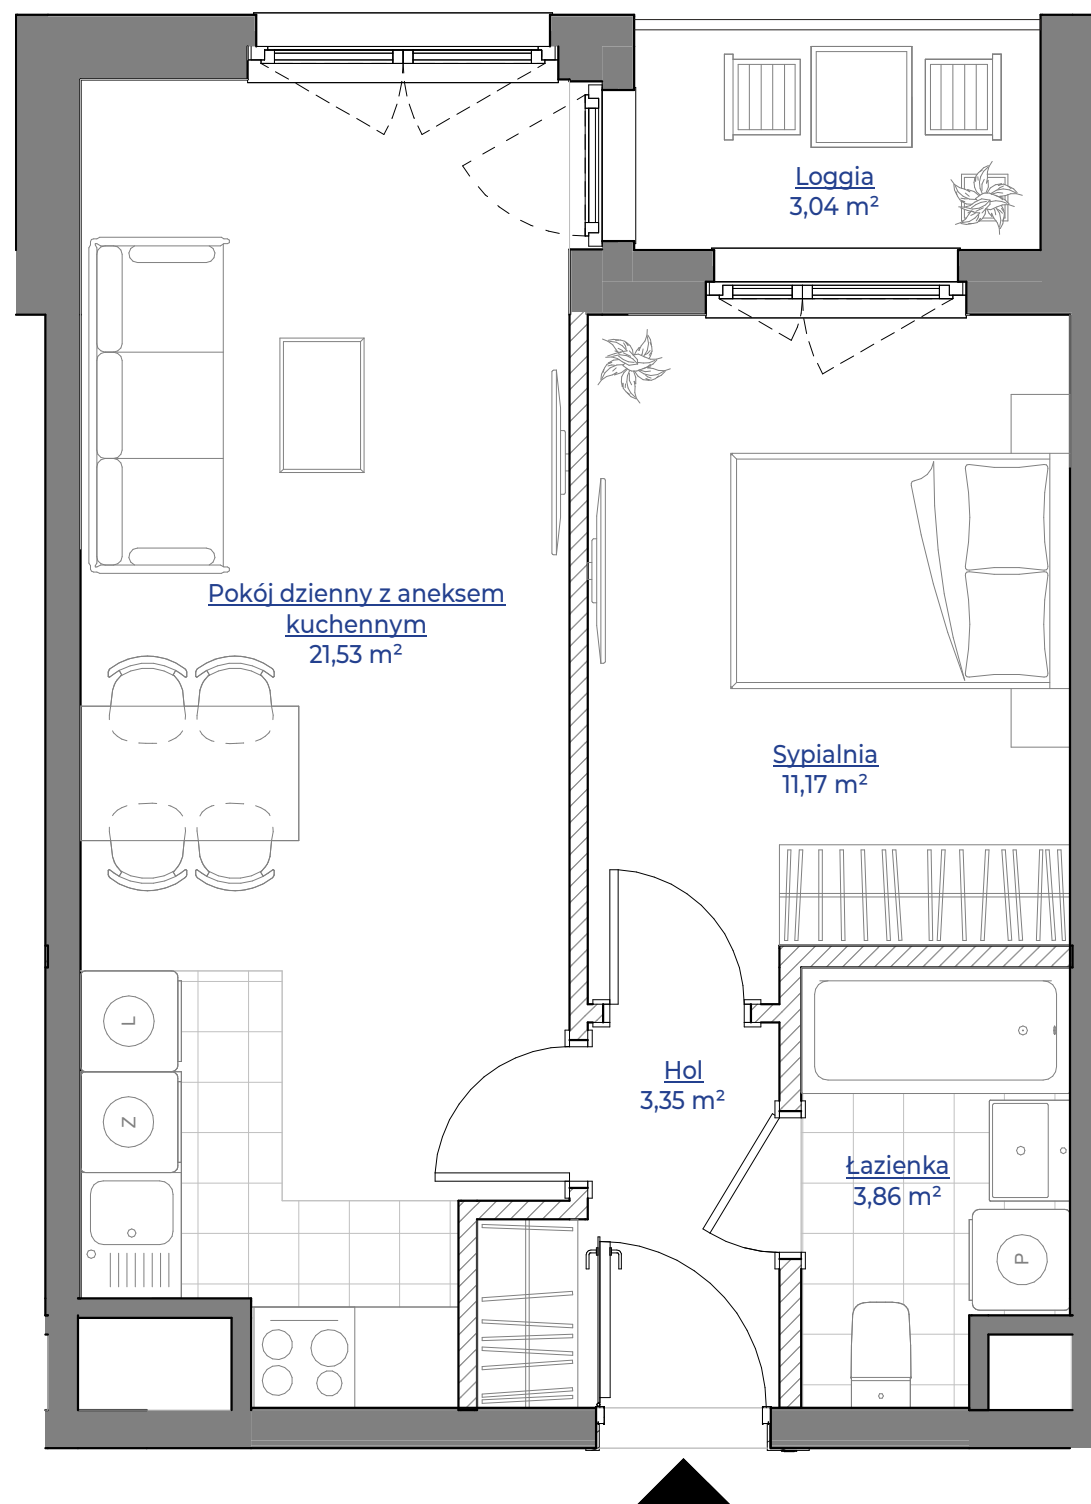 Loggia
3,04 m²
Pokój dzienny z aneksem
kuchennym
21,53 m²
Sypialnia
11,17 m²
L
Z
Hol
3,35 m²
Łazienka
3,86 m²
P